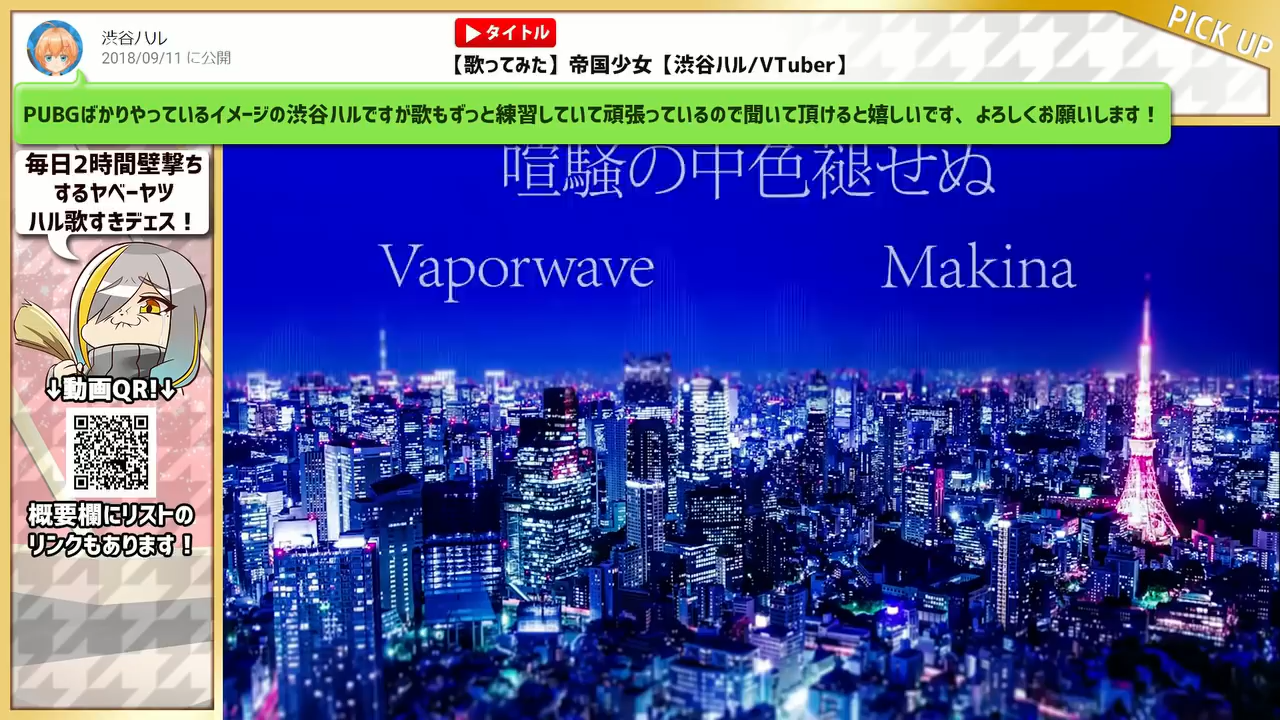 渋谷ハル
2018/09/11 に公開
タイトル
【歌ってみた】帝国少女【渋谷ハル/VTuber】
PICK UP
PUBGばかりやっているイメージの渋谷ハルですが歌もずっと練習していて頑張っているので聞いて頂けると嬉しいです、よろしくお願いします！
毎日2時間壁撃ち
するヤベーヤツ
ハル歌すきデェス！
↓動画QR!↓
概要欄にリストの
リンクもあります！
喧騒の中色褪せぬ
Vaporwave Makina